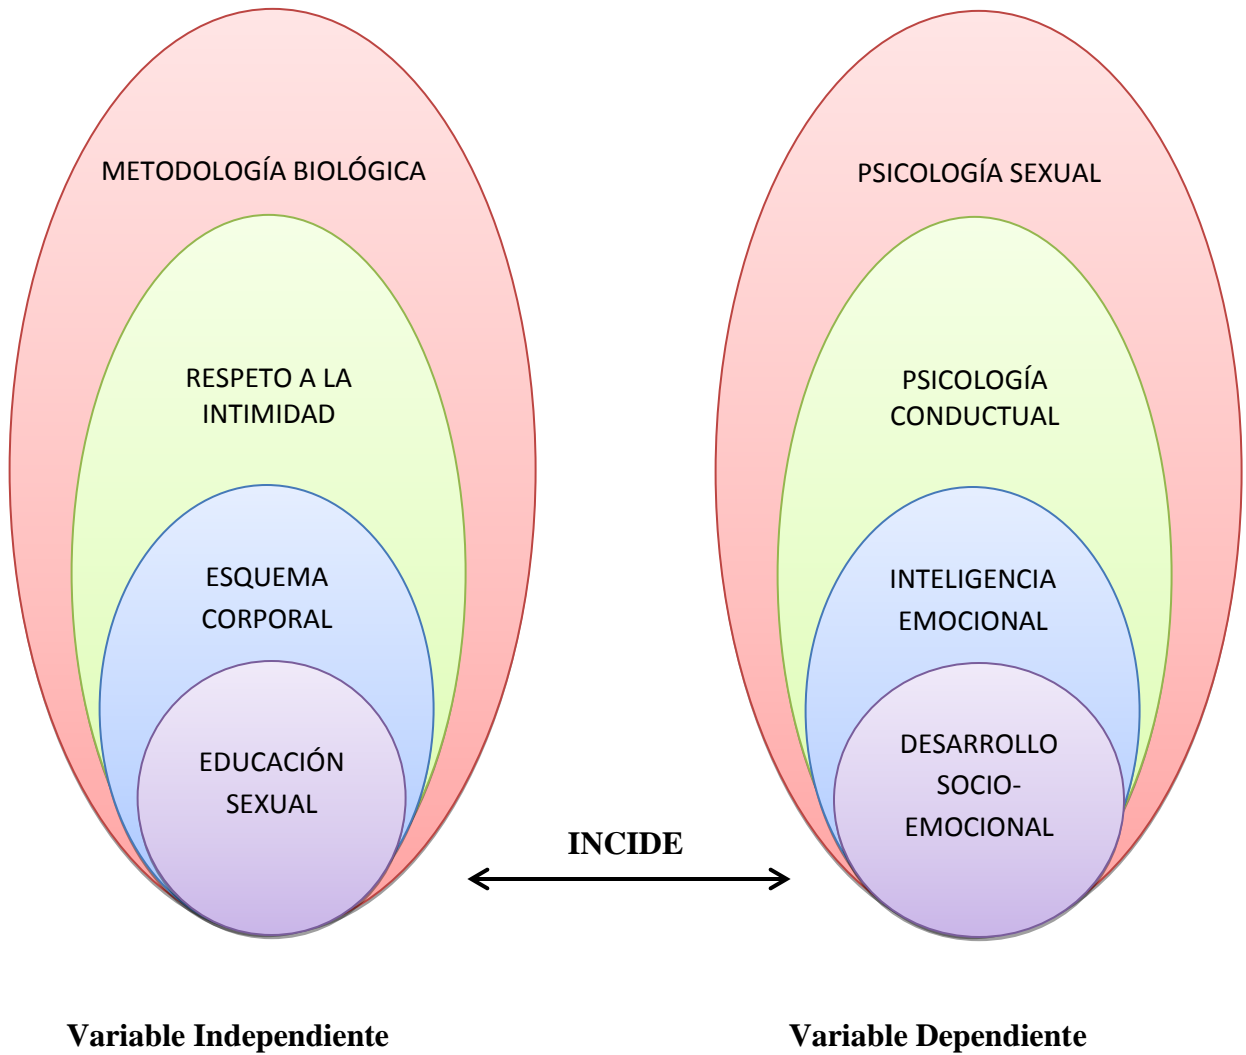 METODOLOGÍA BIOLÓGICA
RESPETO A LA
INTIMIDAD
ESQUEMA
CORPORAL
EDUCACIÓN
SEXUAL
INCIDE
PSICOLOGÍA SEXUAL
PSICOLOGÍA
CONDUCTUAL
INTELIGENCIA
EMOCIONAL
DESARROLLO
SOCIO-
EMOCIONAL
Variable Independiente
Variable Dependiente